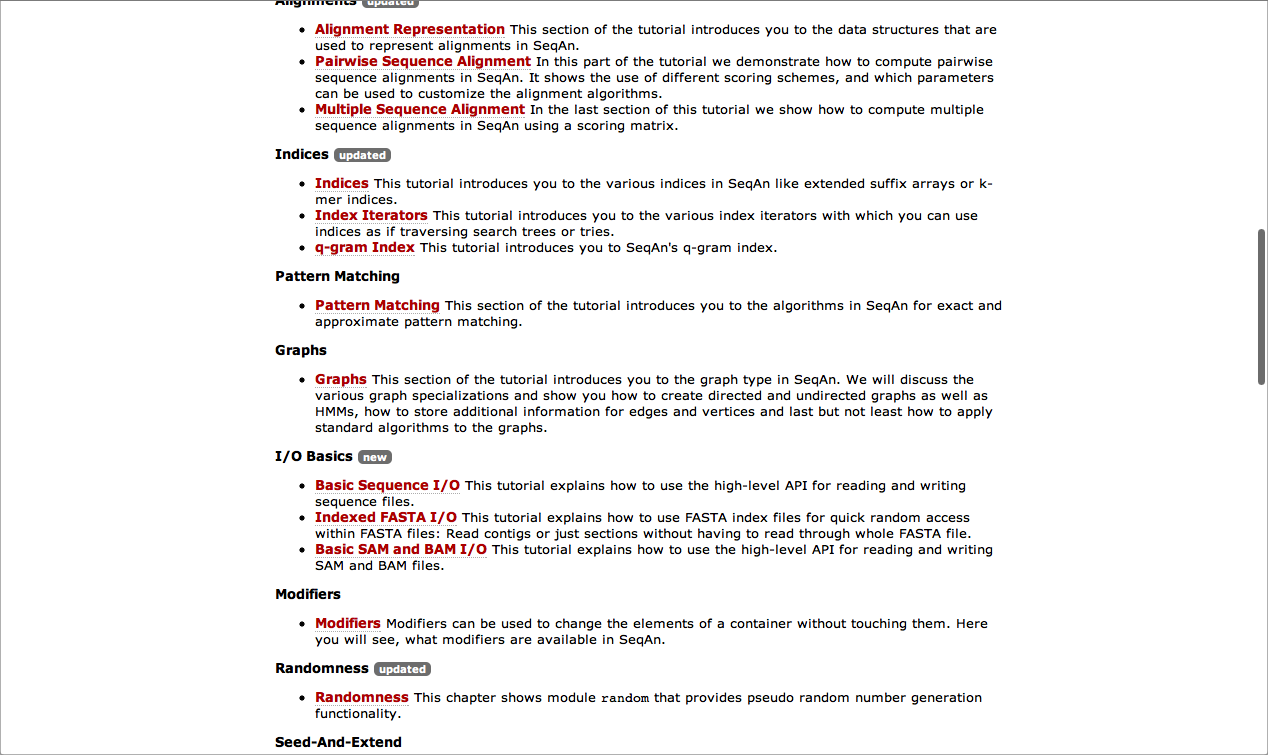 Alignments updated
Alignment Representation This section of the tutorial introduces you to the data structures that are
used to represent alignments in SeqAn.
Pairwise Sequence Alignment In this part of the tutorial we demonstrate how to compute pairwise
sequence alignments in SeqAn. It shows the use of different scoring schemes, and which parameters
can be used to customize the alignment algorithms.
Multiple Sequence Alignment In the last section of this tutorial we show how to compute multiple
sequence alignments in SeqAn using a scoring matrix.
Indices updated
Indices This tutorial introduces you to the various indices in SeqAn like extended suffix arrays or k-
mer indices.
Index Iterators This tutorial introduces you to the various index iterators with which you can use
indices as if traversing search trees or tries.
q-gram Index This tutorial introduces you to SeqAn's q-gram index.
Pattern Matching
Pattern Matching This section of the tutorial introduces you to the algorithms in SeqAn for exact and
approximate pattern matching.
Graphs
Graphs This section of the tutorial introduces you to the graph type in SeqAn. We will discuss the
various graph specializations and show you how to create directed and undirected graphs as well as
HMMs, how to store additional information for edges and vertices and last but not least how to apply
standard algorithms to the graphs.
I/O Basics new
Basic Sequence I/O This tutorial explains how to use the high-level API for reading and writing
sequence files.
Indexed FASTA I/O This tutorial explains how to use FASTA index files for quick random access
within FASTA files: Read contigs or just sections without having to read through whole FASTA file.
Basic SAM and BAM I/O This tutorial explains how to use the high-level API for reading and writing
SAM and BAM files.
Modifiers
Modifiers Modifiers can be used to change the elements of a container without touching them. Here
you will see, what modifiers are available in SeqAn.
Randomness updated
Randomness This chapter shows module random that provides pseudo random number generation
functionality.
Seed-And-Extend